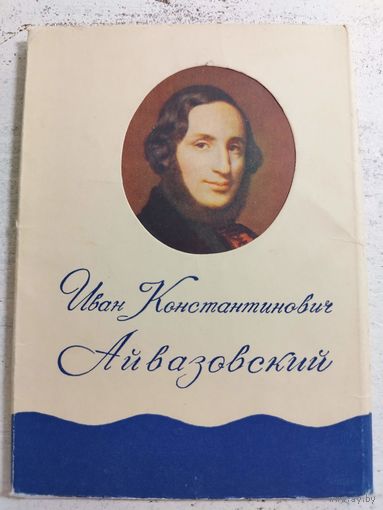 Иван Константинович
Айвазовский